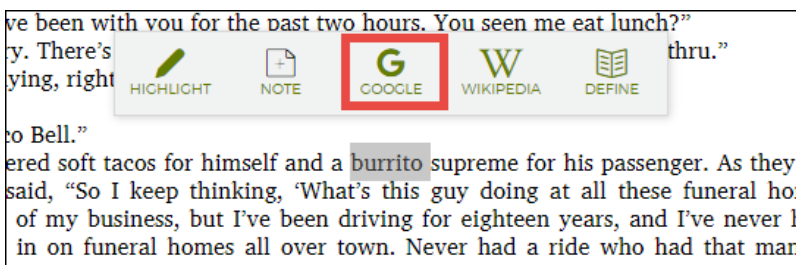 ve been with you for the past two hours. You seen me eat lunch?"
ry. There's thru."
ying, right
HIGHLIGHT NOTE GOOGLE WIKIPEDIA DEFINE
co Bell."
ered soft tacos for himself and a burrito supreme for his passenger. As they
said, "So I keep thinking, 'What's this guy doing at all these funeral ho
of my business, but I've been driving for eighteen years, and I've never h
in on funeral homes all over town. Never had a ride who had that man